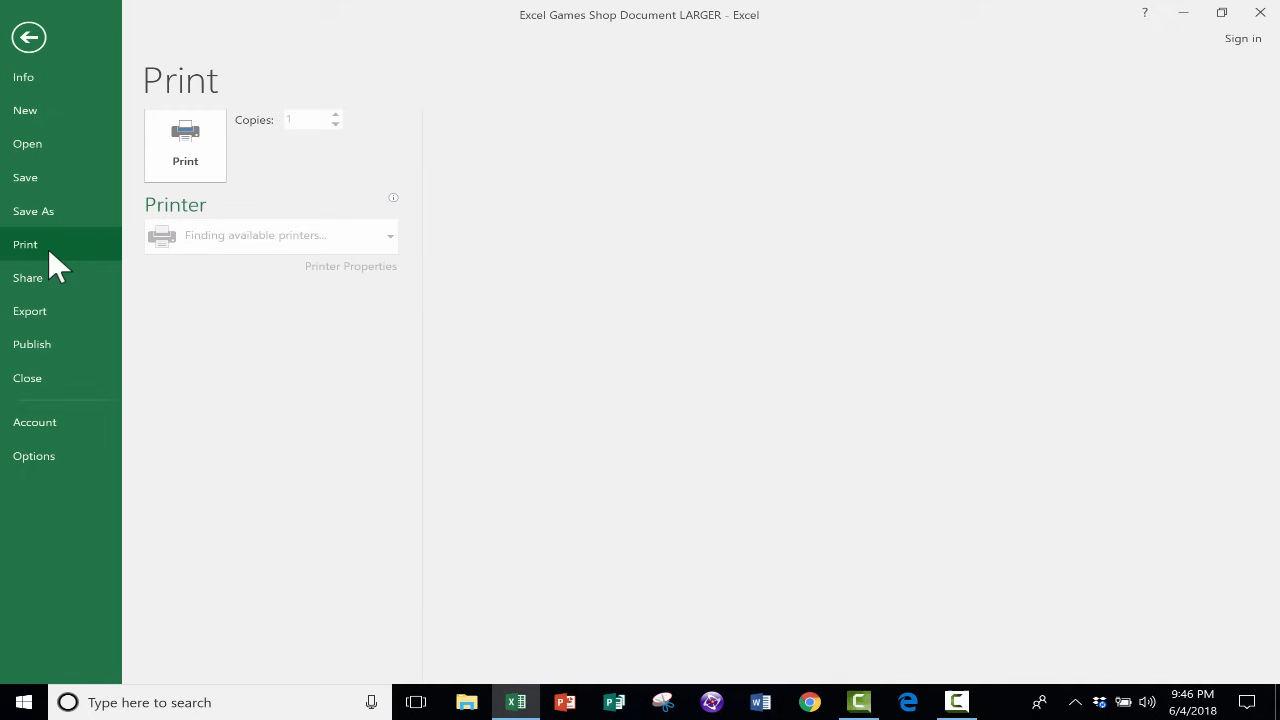 Excel Games Shop Document LARGER - Excel
?
Sign in
Info
New
Open
Save
Save As
Print
Share
Export
Publish
Close
Account
Options
Print
Print
Copies: 1
Printer
Finding available printers...
Printer Properties
Type here to search
9:46 PM
6/4/2018